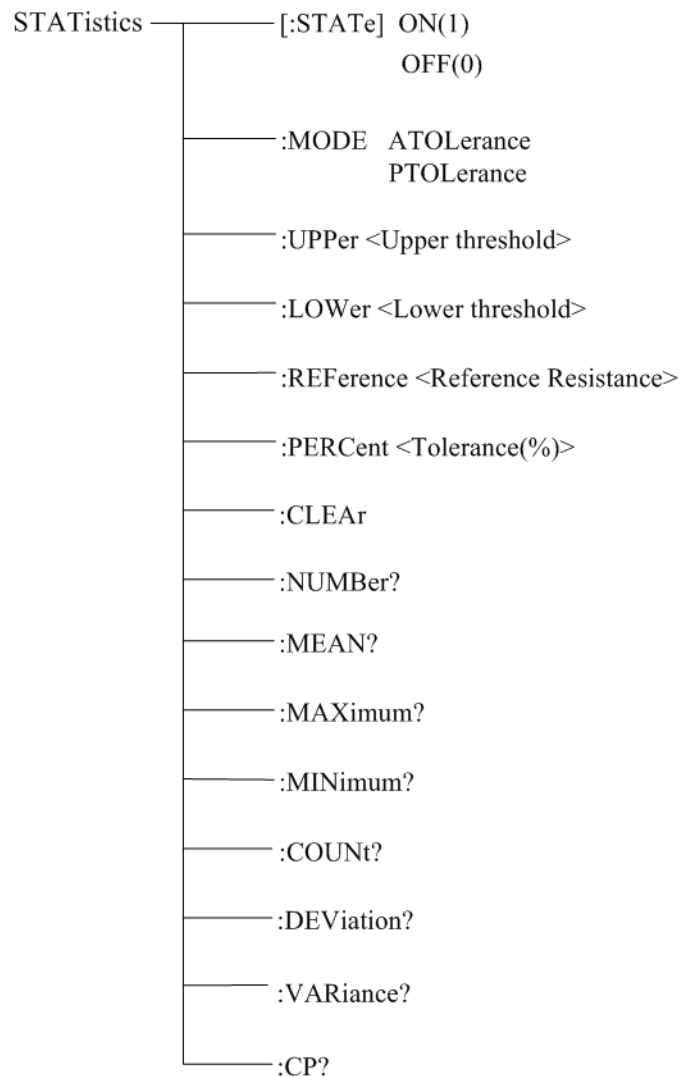 STATistics [:STATe] ON(1)
OFF(0)
:MODE ATOLerance
PTOLerance
:UPPer <Upper threshold>
:LOWer <Lower threshold>
:REFerence <Reference Resistance>
:PERCent <Tolerance(%)>
:CLEAr
:NUMBer?
:MEAN?
:MAXimum?
:MINimum?
:COUNt?
:DEViation?
:VARiance?
:CP?